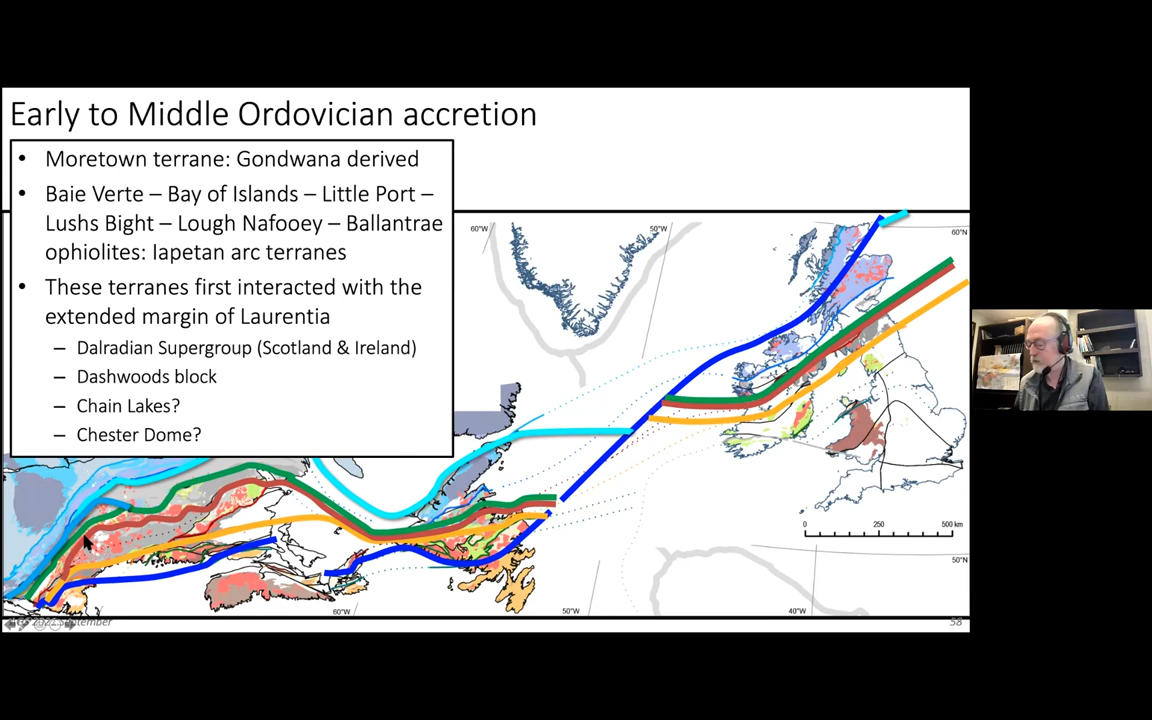 Early to Middle Ordovician accretion
• Moretown terrane: Gondwana derived
• Baie Verte – Bay of Islands – Little Port –
Lushs Bight – Lough Nafooey – Ballantrae
ophiolites: Iapetan arc terranes
• These terranes first interacted with the
extended margin of Laurentia
– Dalradian Supergroup (Scotland & Ireland)
– Dashwoods block
– Chain Lakes?
– Chester Dome?
60°W
50°W
60°N
0
250
500 km
50°N
60°W
50°W
40°W
September
58